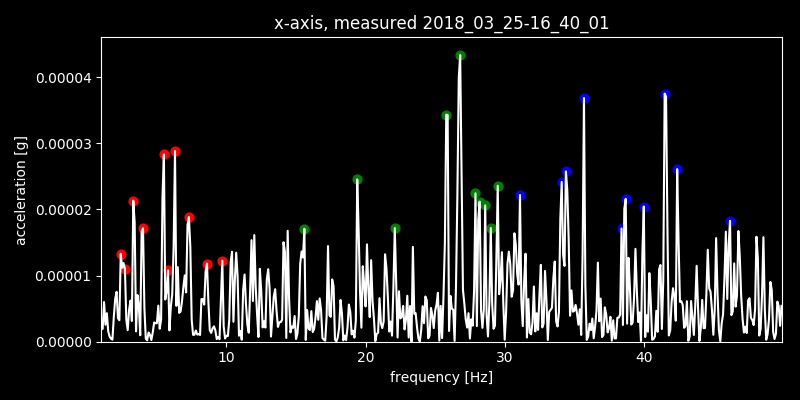 x-axis, measured 2018_03_25-16_40_01
acceleration [g]
0.00004
0.00003
0.00002
0.00001
0.00000
10 20 30 40
frequency [Hz]